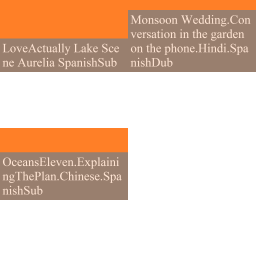 LoveActually Lake Sce
ne Aurelia SpanishSub
Monsoon Wedding.Con
versation in the garden
on the phone.Hindi.Spa
nishDub
OceansEleven.Explaini
ngThePlan.Chinese.Spa
nishSub